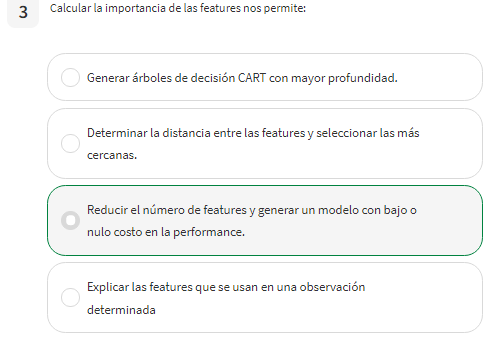 3 Calcular la importancia de las features nos permite:
Generar árboles de decisión CART con mayor profundidad.
Determinar la distancia entre las features y seleccionar las más
cercanas.
Reducir el número de features y generar un modelo con bajo o
nulo costo en la performance.
Explicar las features que se usan en una observación
determinada